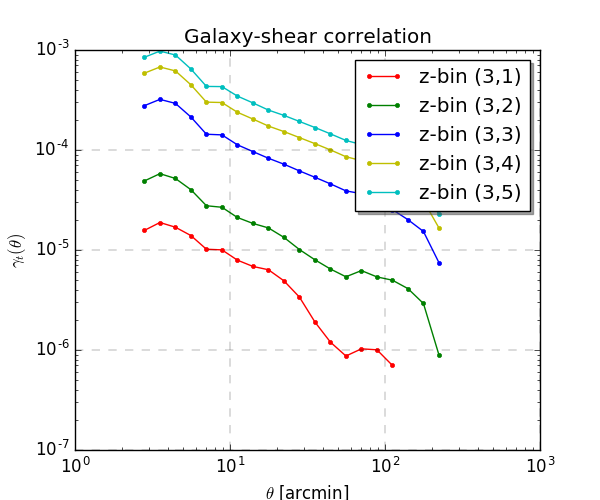 Galaxy-shear correlation
10^-3
10^-4
10^-5
10^-6
10^-7
γt(θ)
z-bin (3,1)
z-bin (3,2)
z-bin (3,3)
z-bin (3,4)
z-bin (3,5)
10^0 10^1 10^2 10^3
θ [arcmin]